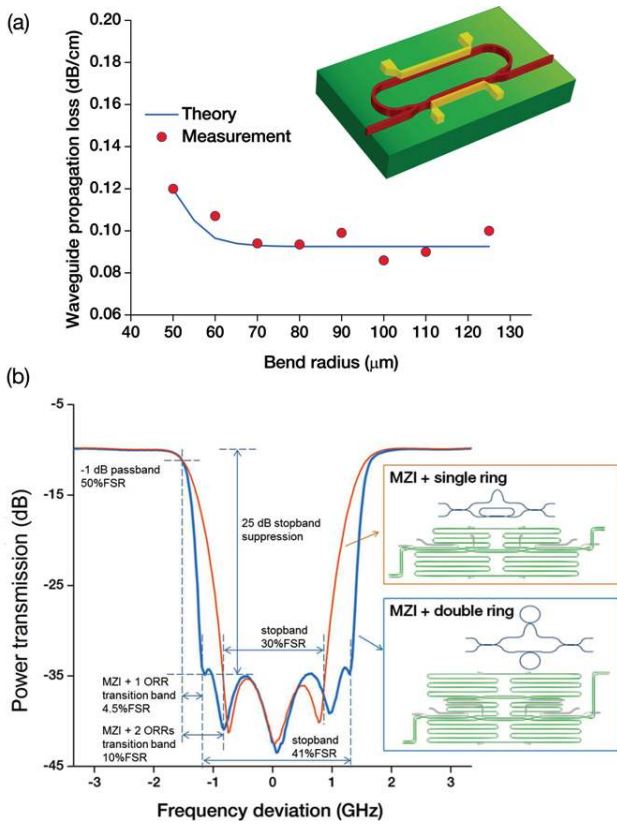 (a)
Waveguide propagation loss (dB/cm)
0.20
0.18
0.16
0.14
0.12
0.10
0.08
0.06
Theory
Measurement
40 50 60 70 80 90 100 110 120 130
Bend radius (μm)
(b)
Power transmission (dB)
-5
-15
-25
-35
-45
-1 dB passband
50%FSR
25 dB stopband
suppression
stopband
30%FSR
MZI + 1 ORR
transition band
4.5%FSR
MZI + 2 ORRs
transition band
10%FSR
stopband
41%FSR
MZI + single ring
MZI + double ring
-3 -2 -1 0 1 2 3
Frequency deviation (GHz)